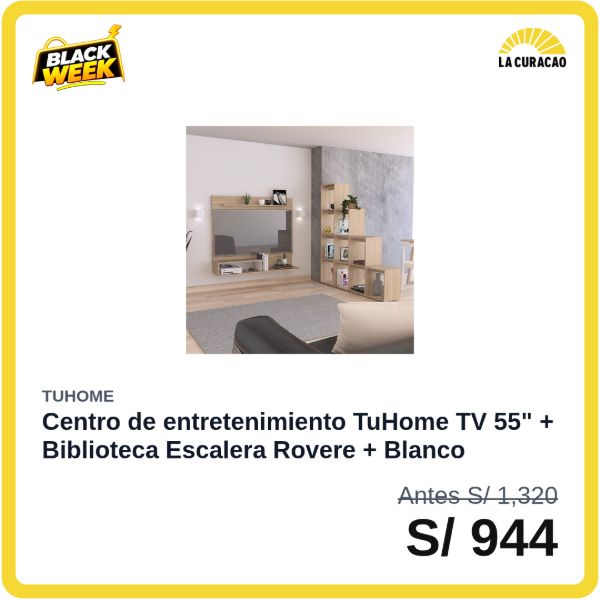 BLACK
WEEK
LA CURACAO
TUHOME
Centro de entretenimiento TuHome TV 55" +
Biblioteca Escalera Rovere + Blanco
Antes S/ 1,320
S/ 944